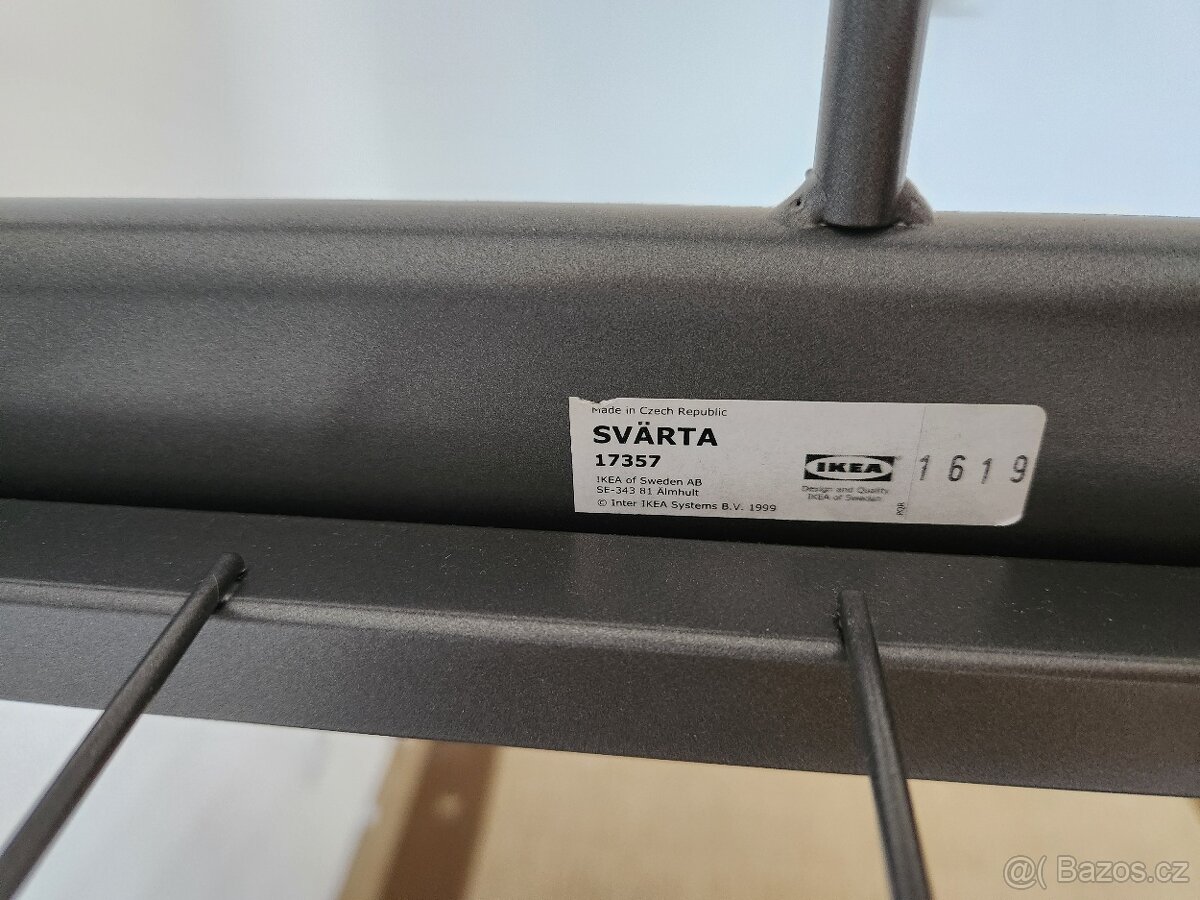 Made in Czech Republic
SVÄRTA
17357
IKEA of Sweden AB
SE-343 81 Älmhult
© Inter IKEA Systems B.V. 1999
IKEA
®
Design and Quality
IKEA of Sweden
1619
@( Bazos.cz